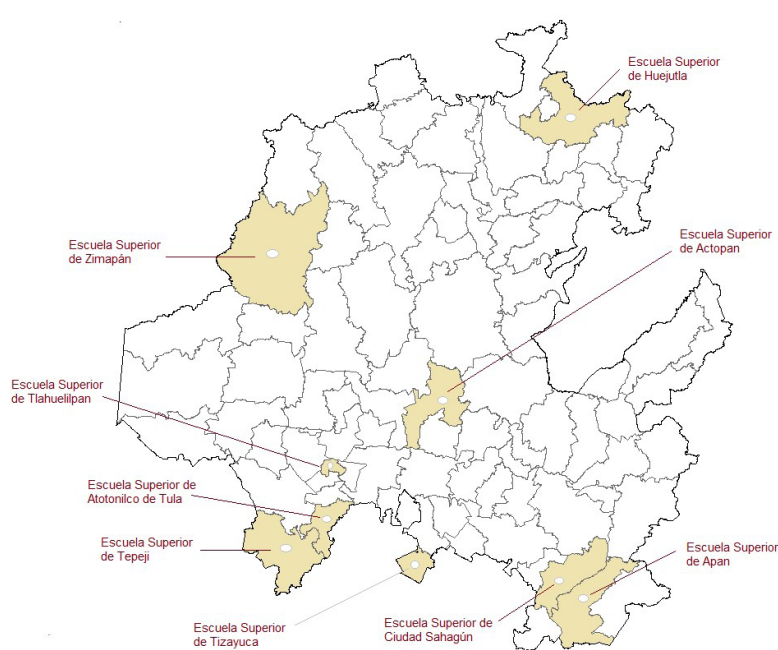 Escuela Superior
de Huejutla
Escuela Superior
de Actopan
Escuela Superior
de Zimapán
Escuela Superior
de Tlahuelilpan
Escuela Superior de
Atotonilco de Tula
Escuela Superior
de Tepeji
Escuela Superior
de Apan
Escuela Superior de
Ciudad Sahagún
Escuela Superior
de Tizayuca